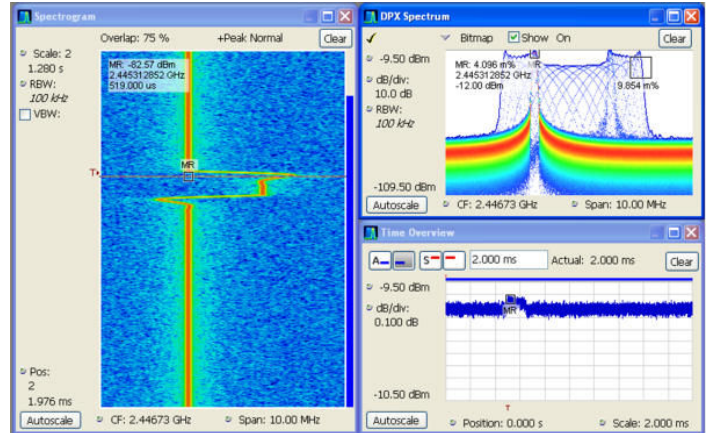 Spectrogram
Overlap: 75 %
+Peak Normal
Clear
Scale: 2
1.280 s
RBW:
100 kHz
VBW:
MR: -82.57 dBm
2.445312852 GHz
519.000 us
MR
T
Pos:
2
1.976 ms
Autoscale
CF: 2.44673 GHz
Span: 10.00 MHz
DPX Spectrum
Bitmap
Show
On
Clear
-9.50 dBm
dB/div:
10.0 dB
RBW:
100 kHz
-109.50 dBm
MR: 4.096 m%
2.445312852 GHz
-12.00 dBm
MR
9.854 m%
Autoscale
CF: 2.44673 GHz
Span: 10.00 MHz
Time Overview
A
S
2.000 ms
Actual: 2.000 ms
Clear
-9.50 dBm
dB/div:
0.100 dB
MR
-10.50 dBm
T
Autoscale
Position: 0.000 s
Scale: 2.000 ms